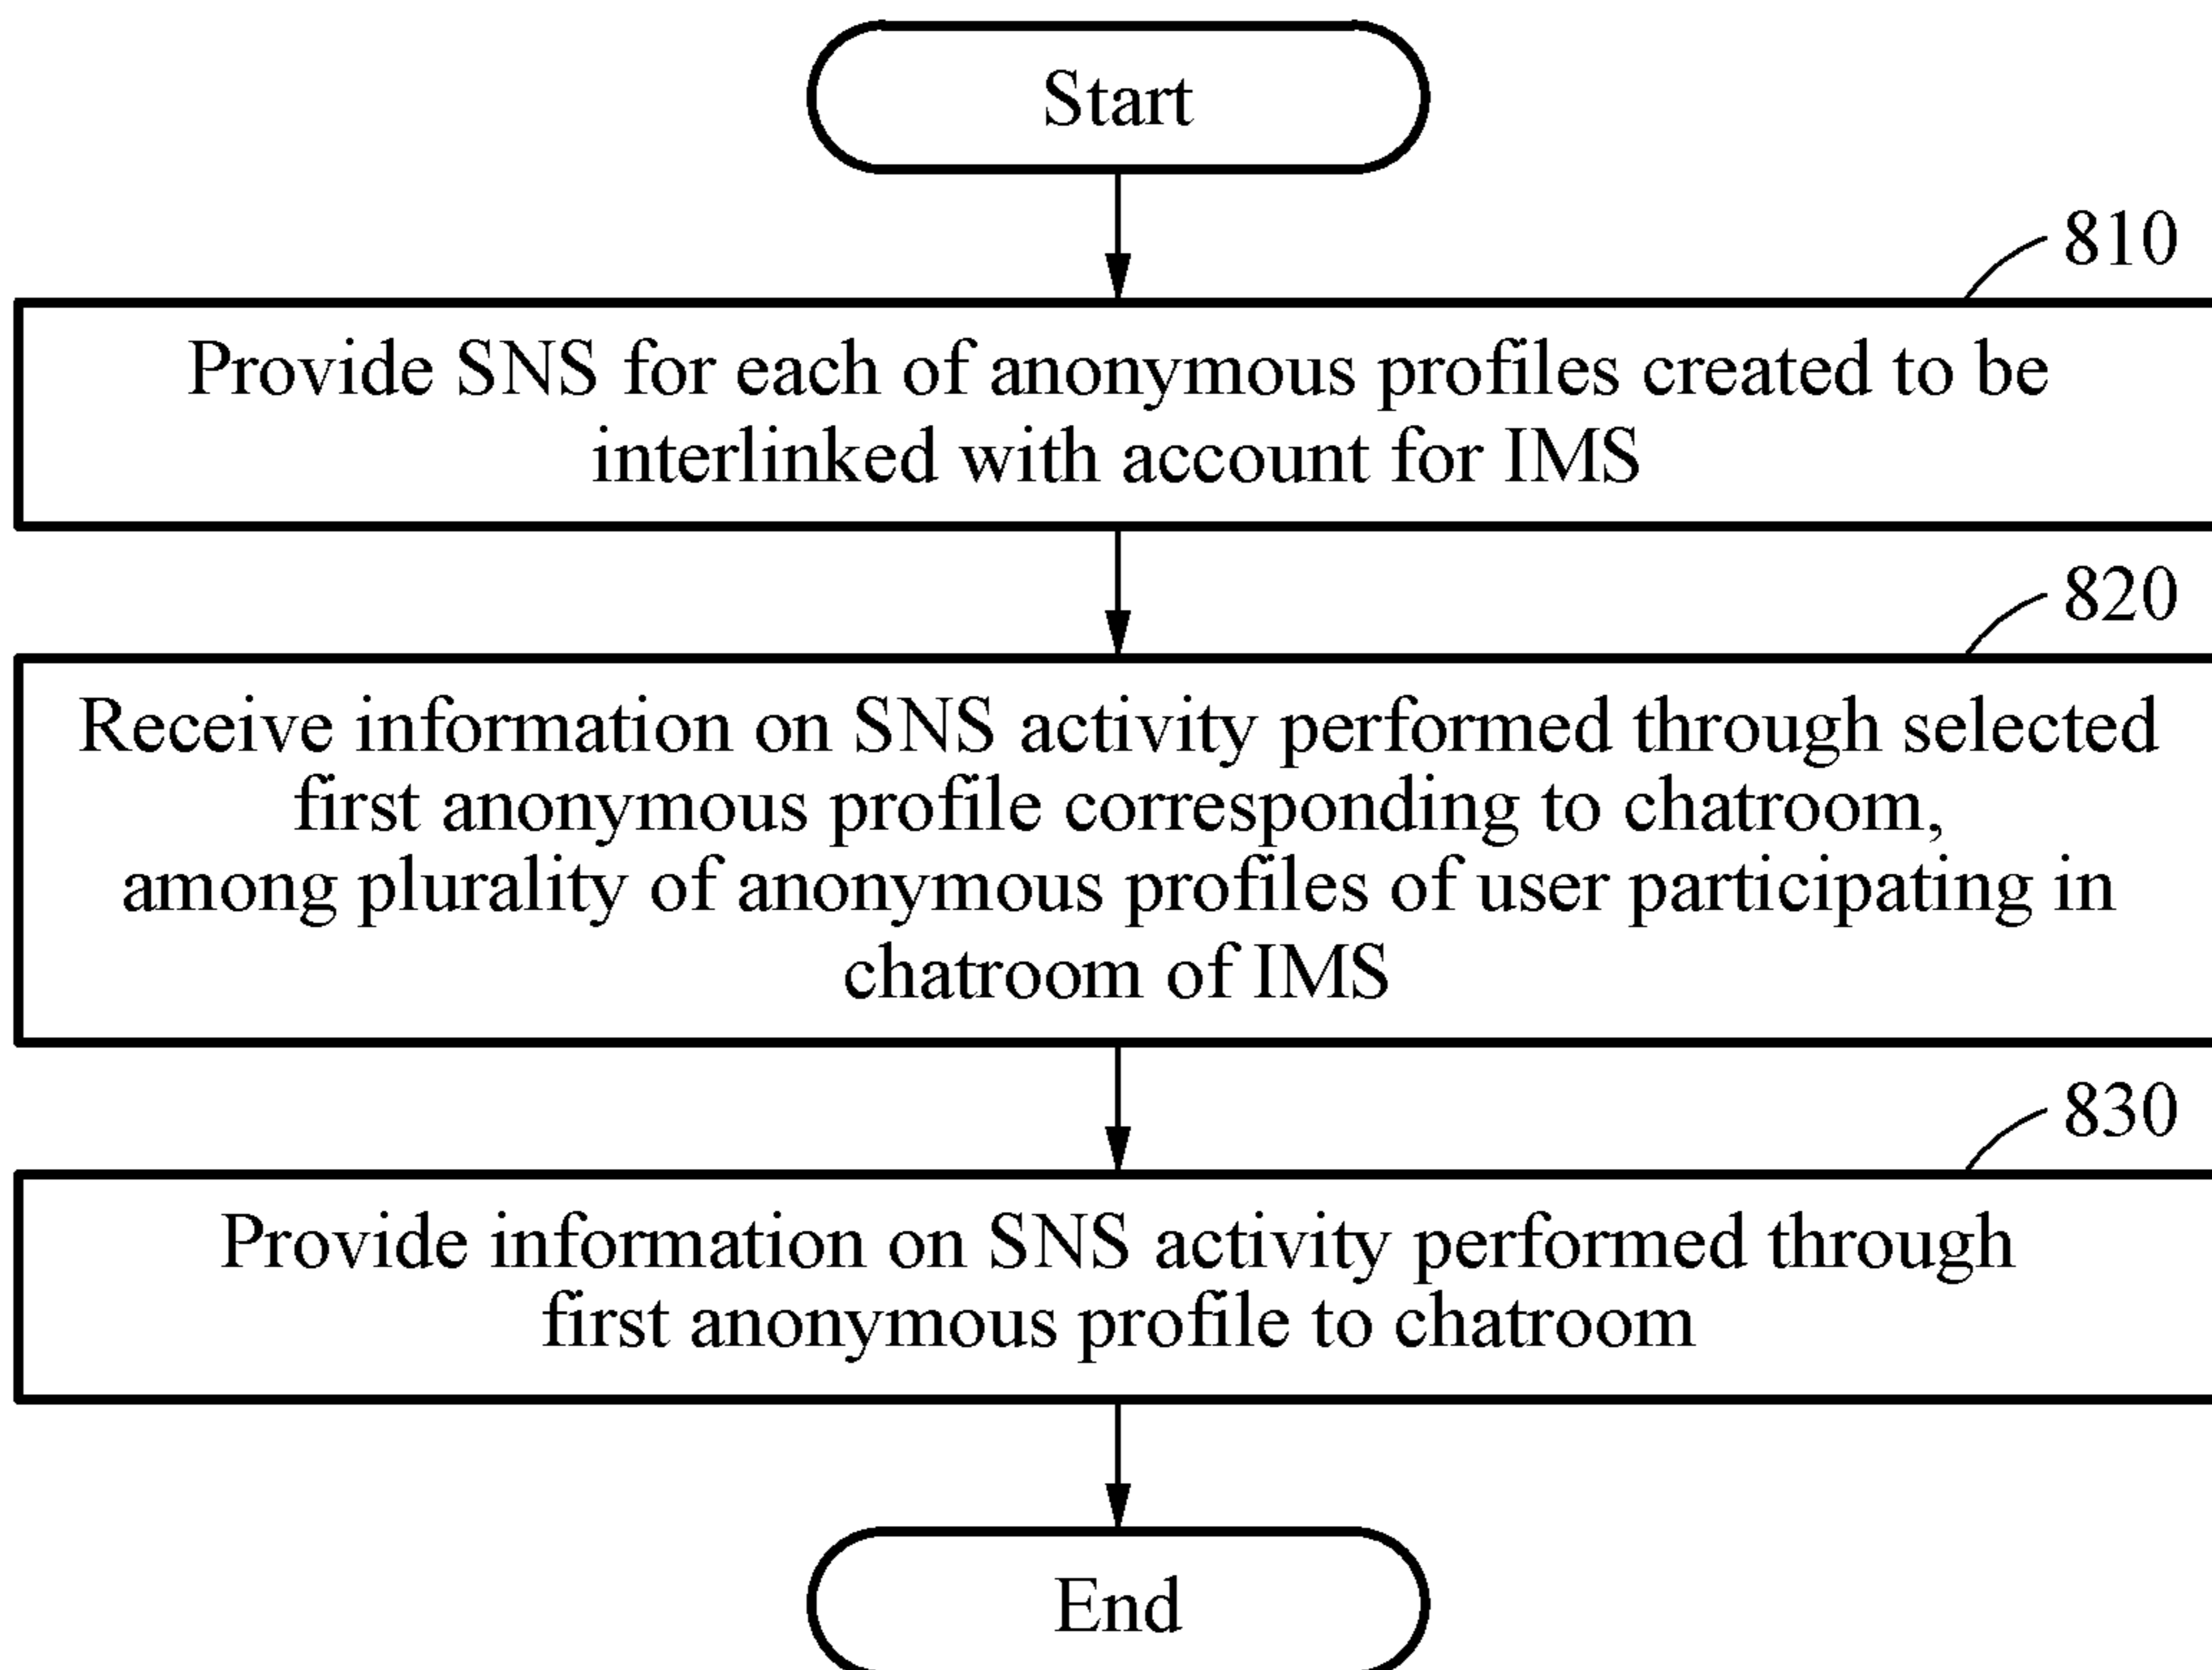 Start
810
Provide SNS for each of anonymous profiles created to be
interlinked with account for IMS
820
Receive information on SNS activity performed through selected
first anonymous profile corresponding to chatroom,
among plurality of anonymous profiles of user participating in
chatroom of IMS
830
Provide information on SNS activity performed through
first anonymous profile to chatroom
End